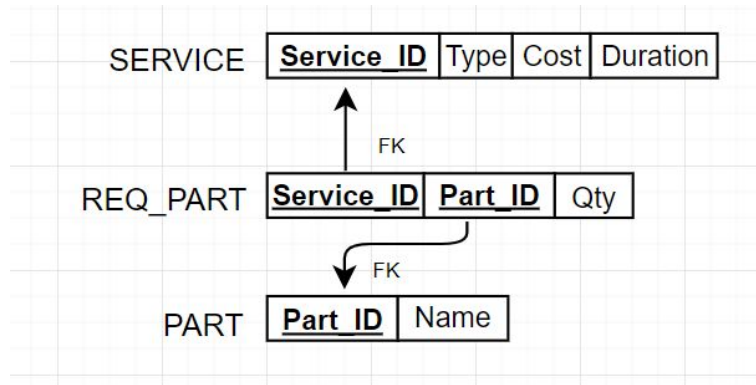 SERVICE Service_ID Type Cost Duration
FK
REQ_PART Service_ID Part_ID Qty
FK
PART Part_ID Name